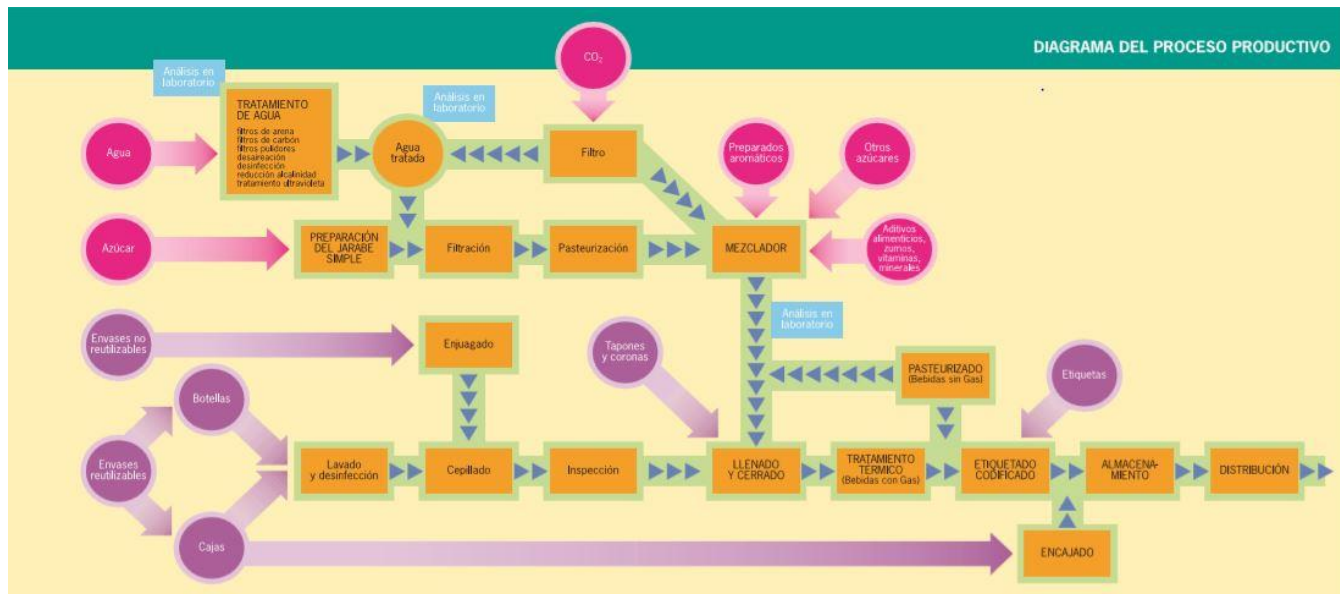 DIAGRAMA DEL PROCESO PRODUCTIVO
Análisis en
laboratorio
CO₂
TRATAMIENTO
DE AGUA
filtros de arena
filtros de carbón
filtros pulidores
desaireación
desinfección
reducción alcalinidad
tratamiento ultravioleta
Análisis en
laboratorio
Agua
Agua
tratada
Filtro
Preparados
aromáticos
Otros
azúcares
Azúcar
PREPARACIÓN
DEL JARABE
SIMPLE
Filtración
Pasteurización
MEZCLADOR
Aditivos
alimenticios,
zumos,
vitaminas,
minerales
Análisis en
laboratorio
Envases no
reutilizables
Enjuagado
Tapones
y coronas
PASTEURIZADO
(Bebidas sin Gas)
Etiquetas
Botellas
Envases
reutilizables
Lavado
y desinfección
Cepillado
Inspección
LLENADO
Y CERRADO
TRATAMIENTO
TÉRMICO
(Bebidas con Gas)
ETIQUETADO
CODIFICADO
ALMACENA-
MIENTO
DISTRIBUCIÓN
Cajas
ENCAJADO